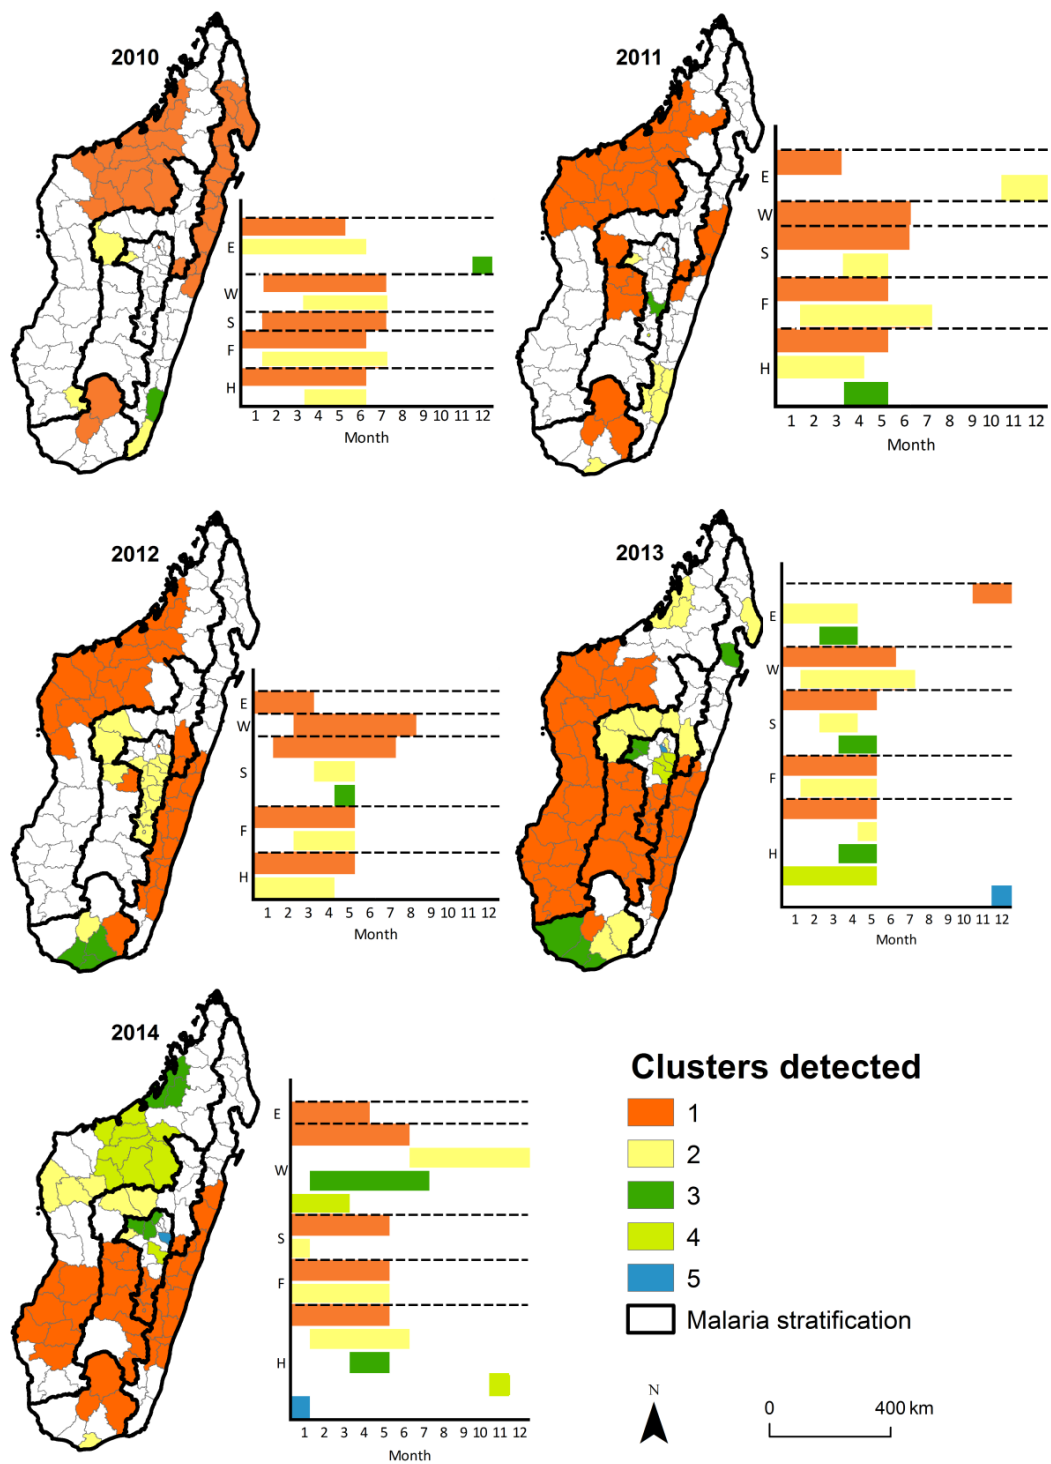 2010
E
W
S
F
H
1 2 3 4 5 6 7 8 9 10 11 12
Month
2011
E
W
S
F
H
1 2 3 4 5 6 7 8 9 10 11 12
Month
2012
E
W
S
F
H
1 2 3 4 5 6 7 8 9 10 11 12
Month
2013
E
W
S
F
H
1 2 3 4 5 6 7 8 9 10 11 12
Month
2014
E
W
S
F
H
1 2 3 4 5 6 7 8 9 10 11 12
Month
Clusters detected
1
2
3
4
5
Malaria stratification
N
0 400 km